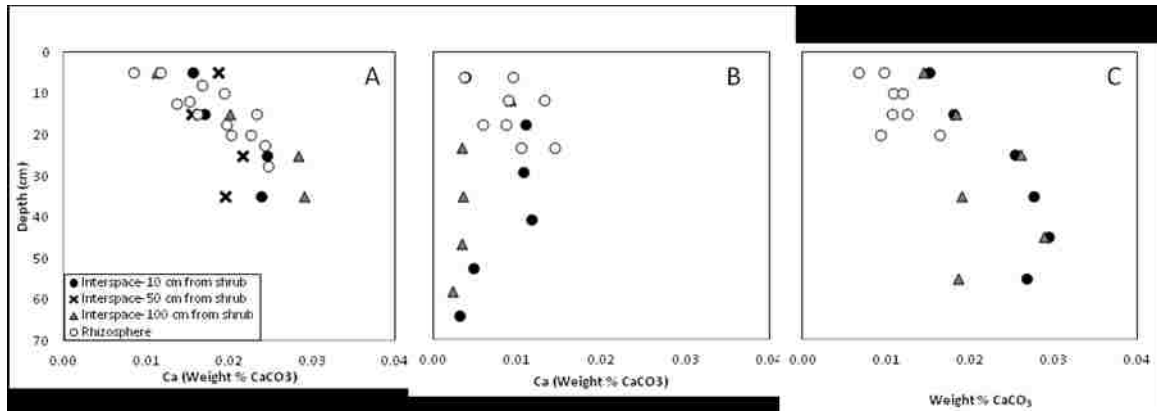 A
B
C
Depth (cm)
0
10
20
30
40
50
60
70
Interspace-10 cm from shrub
Interspace-50 cm from shrub
Interspace-100 cm from shrub
Rhizosphere
0.00 0.01 0.02 0.03 0.04
Ca (Weight % CaCO3)
0.00 0.01 0.02 0.03 0.04
Ca (Weight % CaCO3)
0.00 0.01 0.02 0.03 0.04
Weight % CaCO₃